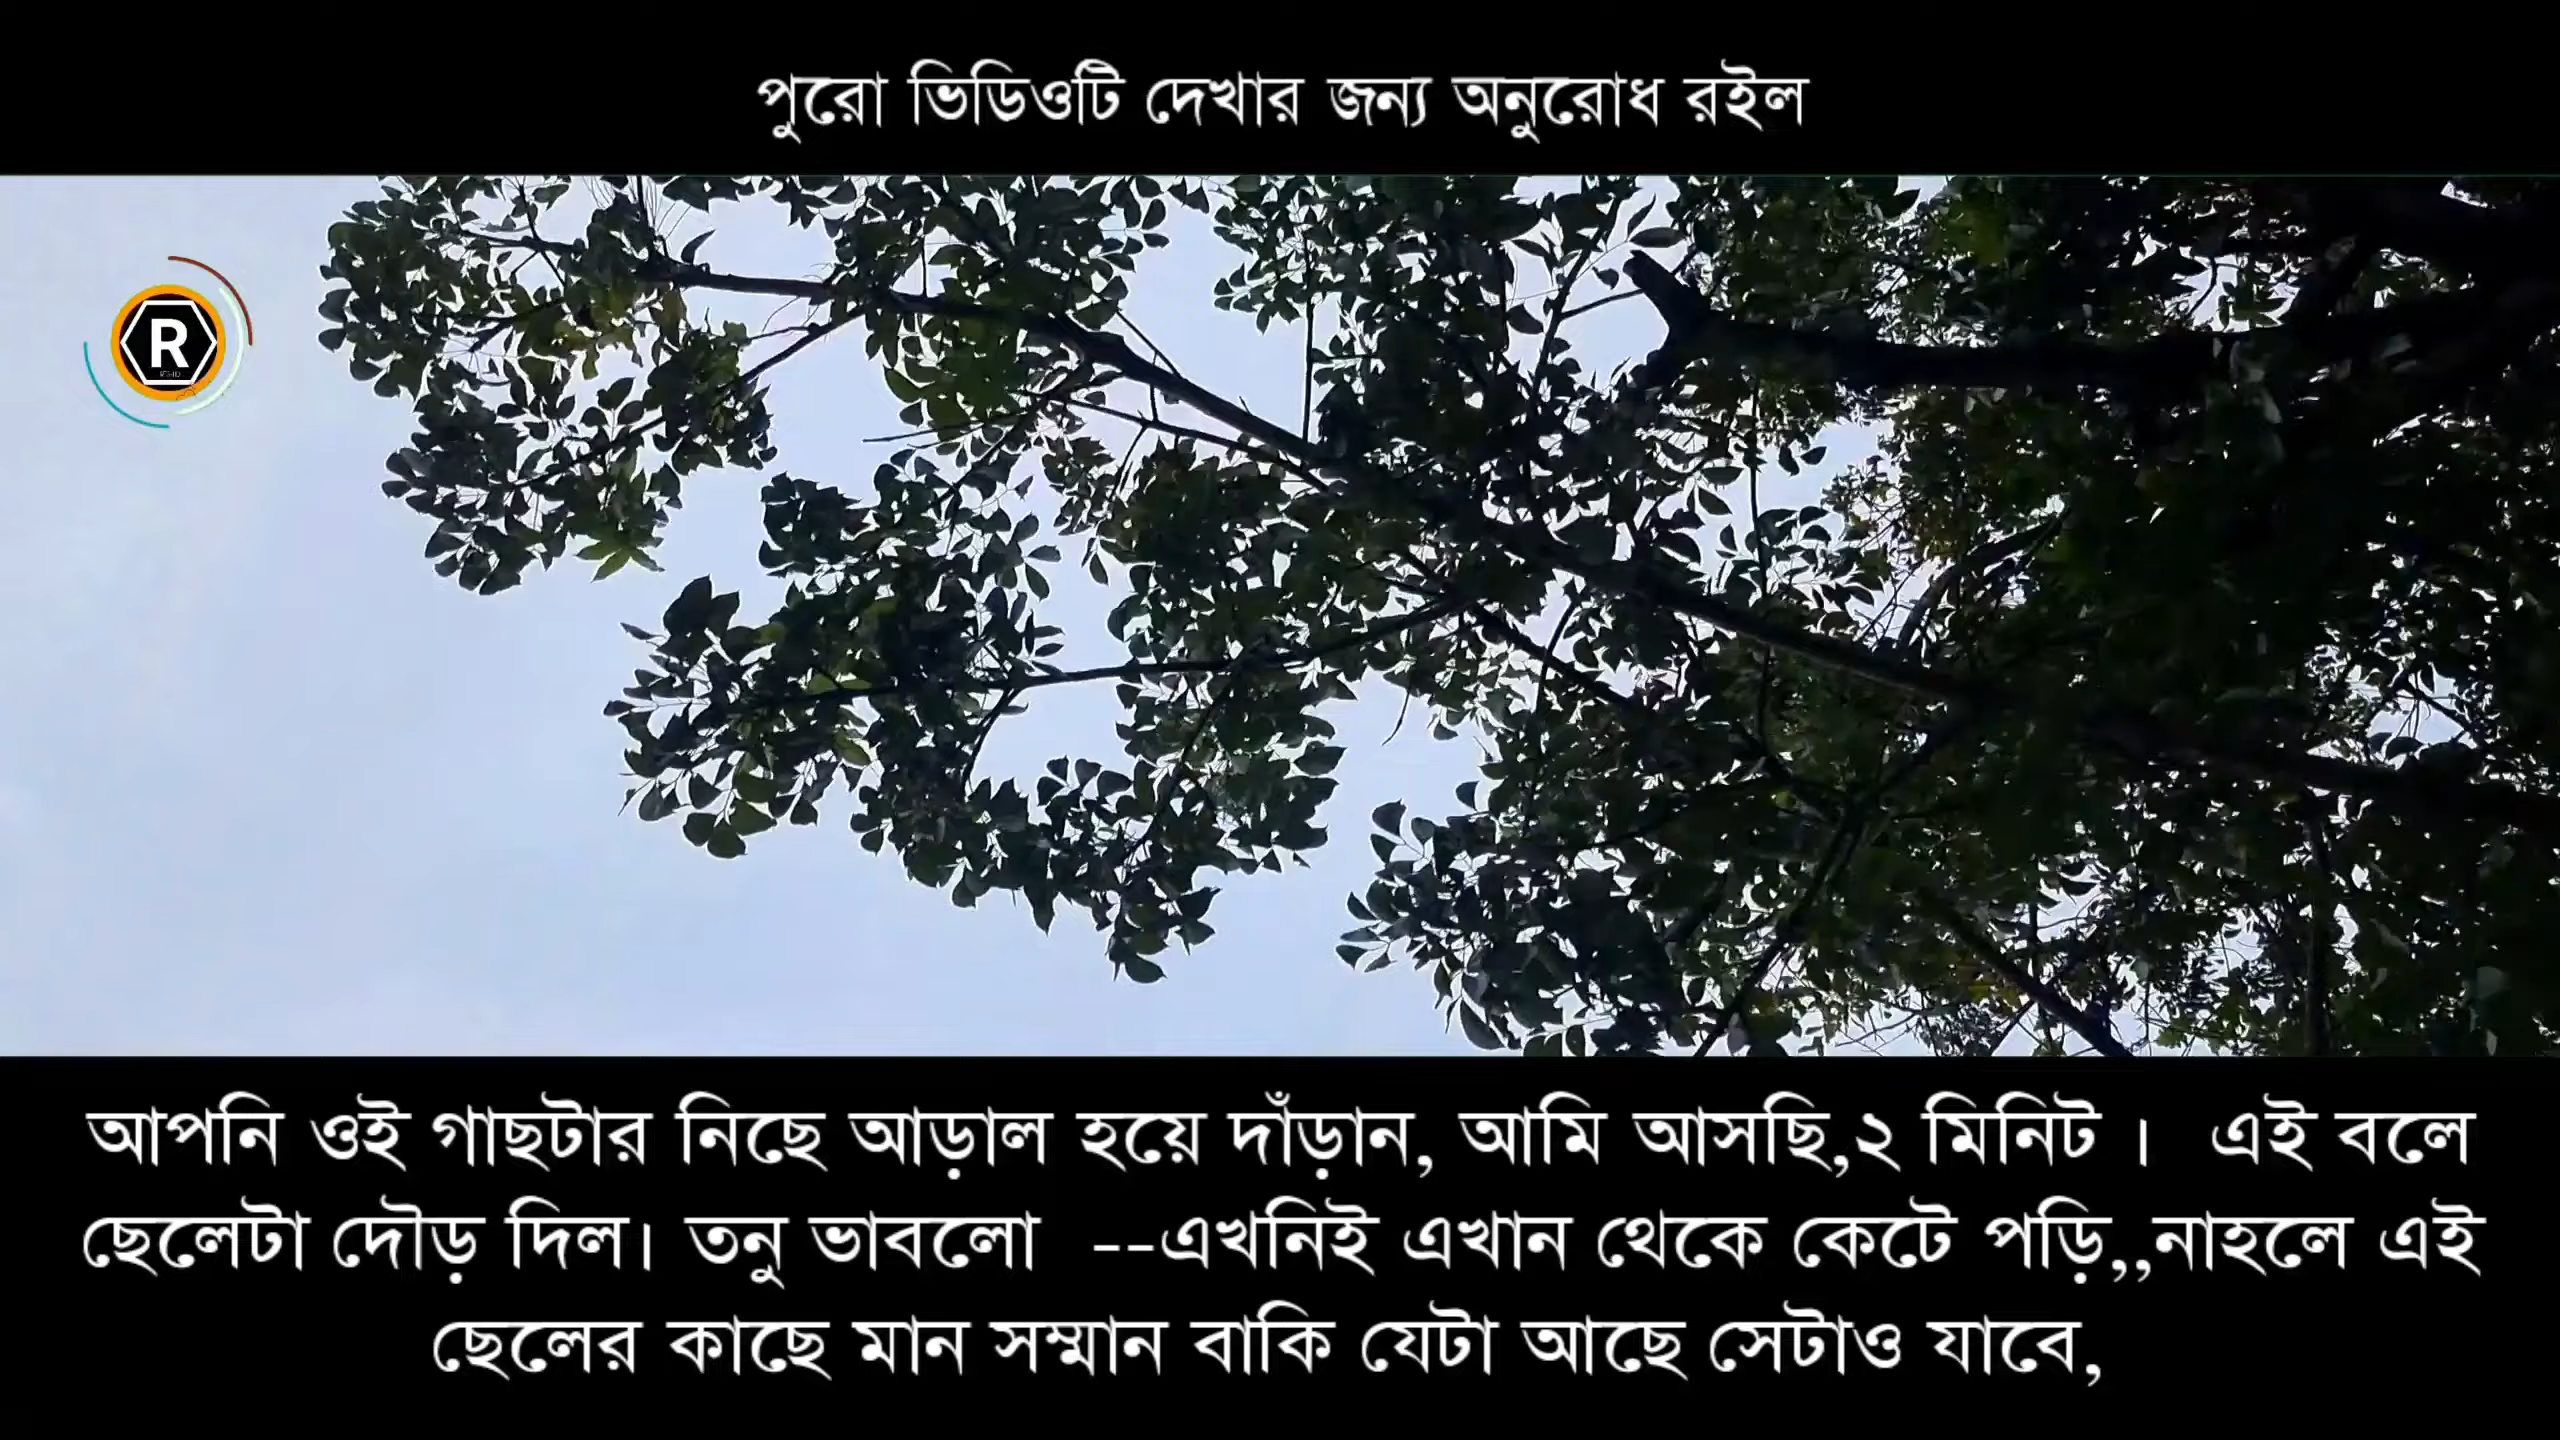 পুরো ভিডিওটি দেখার জন্য অনুরোধ রইল
R
আপনি ওই গাছটার নিছে আড়াল হয়ে দাঁড়ান, আমি আসছি,২ মিনিট । এই বলে
ছেলেটা দৌড় দিল। তনু ভাবলো --এখনিই এখান থেকে কেটে পড়ি,,নাহলে এই
ছেলের কাছে মান সম্মান বাকি যেটা আছে সেটাও যাবে,